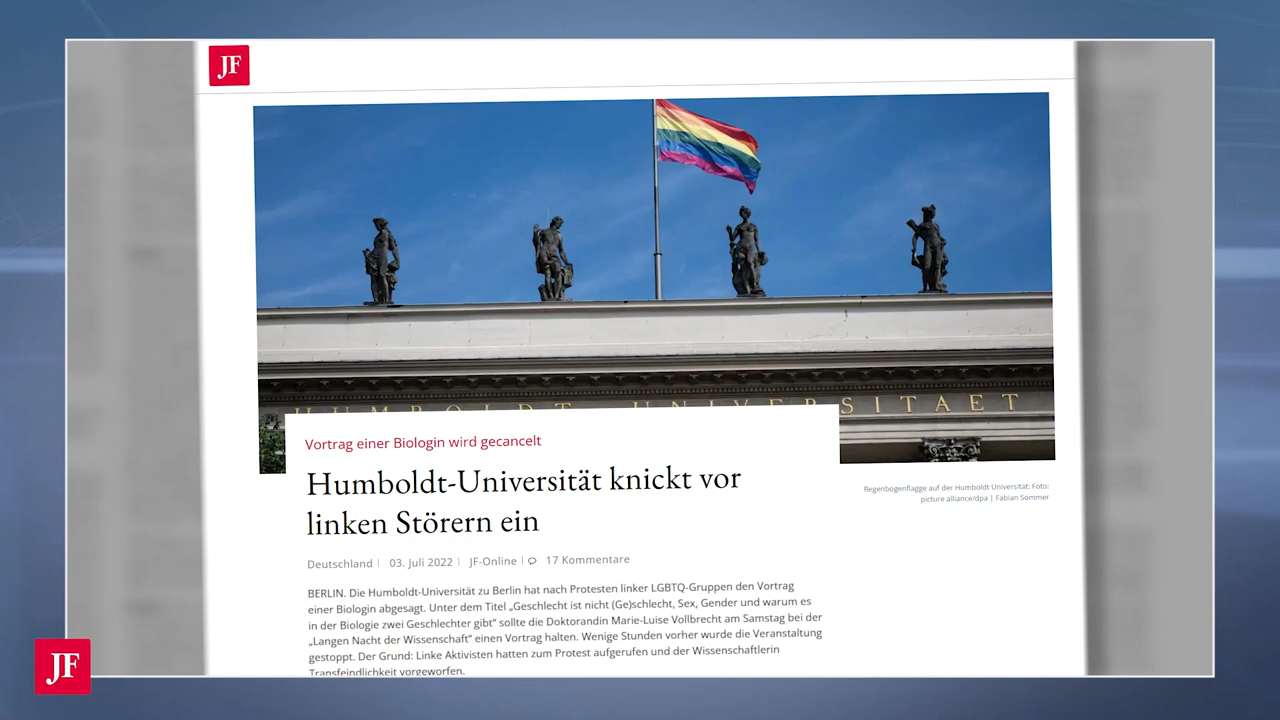 JF
HUMBOLDT UNIVERSITAET
Vortrag einer Biologin wird gecancelt
Humboldt-Universität knickt vor
linken Störern ein
Regenbogenflagge auf der Humboldt Universität: Foto:
picture alliance/dpa | Fabian Sommer
Deutschland | 03. Juli 2022 | JF-Online | 17 Kommentare
BERLIN. Die Humboldt-Universität zu Berlin hat nach Protesten linker LGBTQ-Gruppen den Vortrag
einer Biologin abgesagt. Unter dem Titel „Geschlecht ist nicht (Ge)schlecht, Sex, Gender und warum es
in der Biologie zwei Geschlechter gibt“ sollte die Doktorandin Marie-Luise Vollbrecht am Samstag bei der
„Langen Nacht der Wissenschaft“ einen Vortrag halten. Wenige Stunden vorher wurde die Veranstaltung
gestoppt. Der Grund: Linke Aktivisten hatten zum Protest aufgerufen und der Wissenschaftlerin
Transfeindlichkeit vorgeworfen.
JF